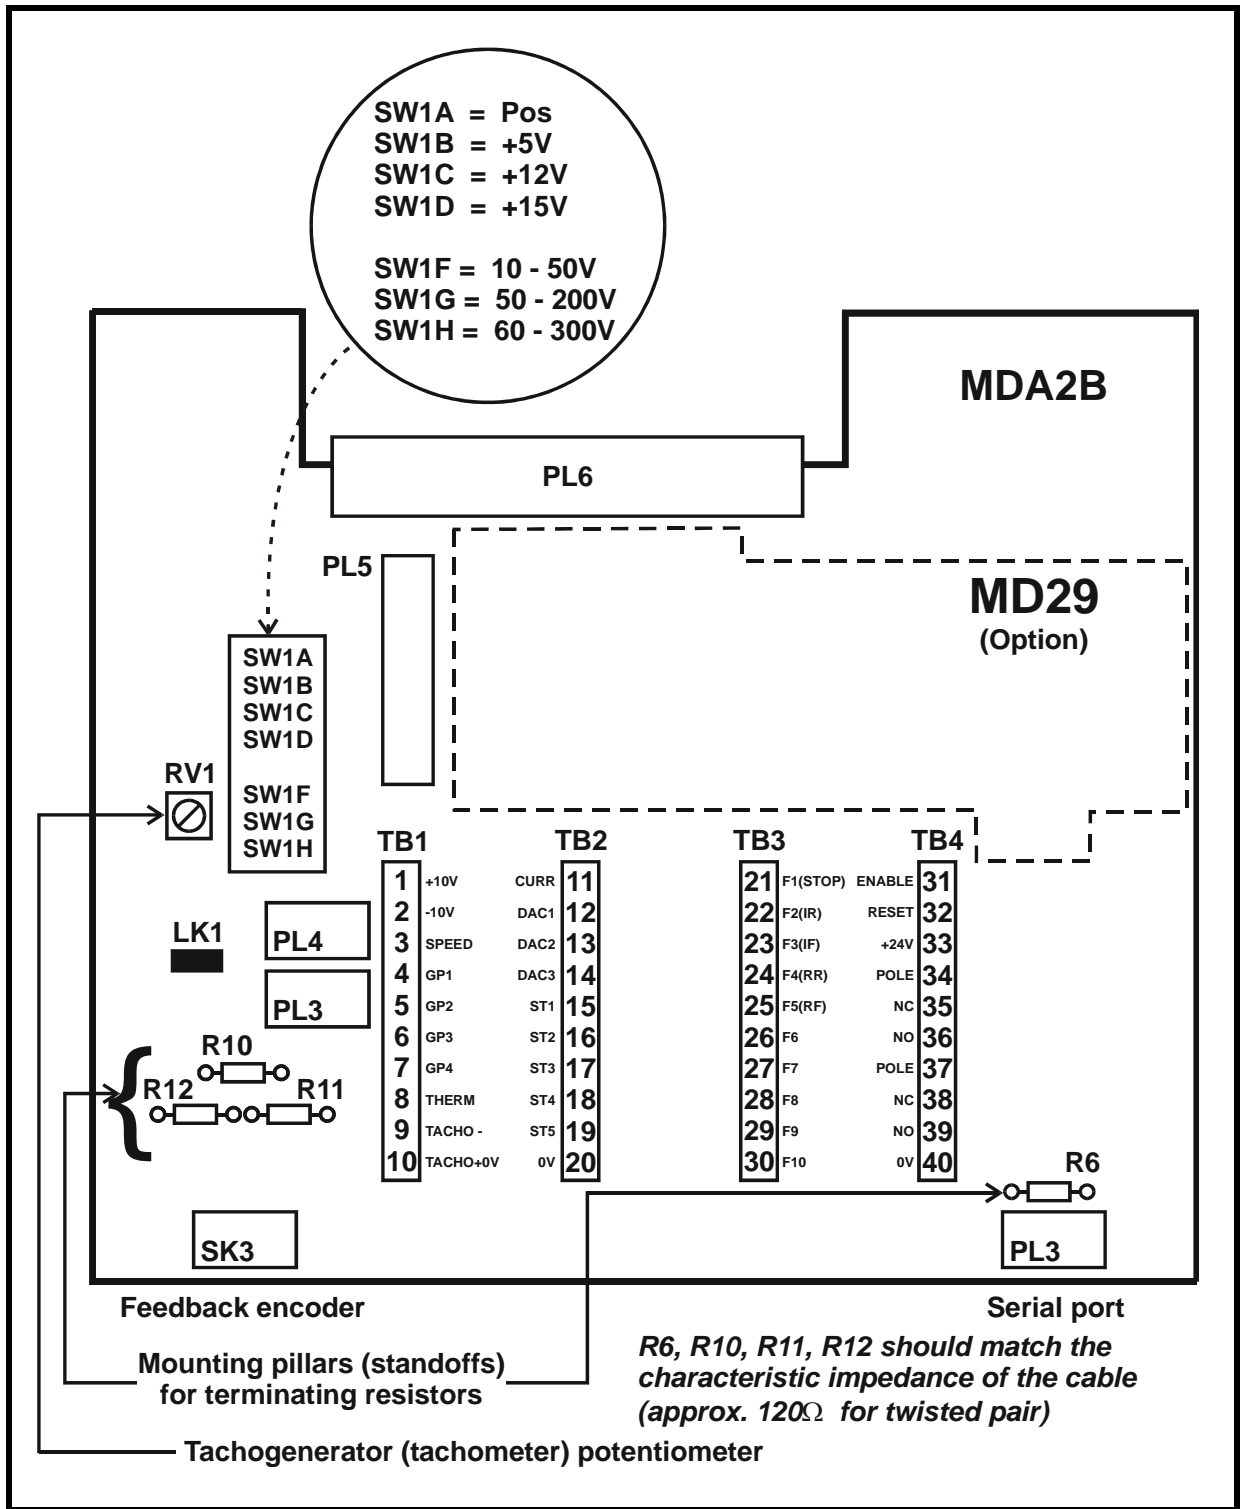 SW1A = Pos
SW1B = +5V
SW1C = +12V
SW1D = +15V
SW1F = 10 - 50V
SW1G = 50 - 200V
SW1H = 60 - 300V
MDA2B
PL6
PL5
MD29
(Option)
SW1A
SW1B
SW1C
SW1D
SW1F
SW1G
SW1H
RV1
LK1
PL4
PL3
R10
R12
R11
TB1
1 +10V
2 -10V
3 SPEED
4 GP1
5 GP2
6 GP3
7 GP4
8 THERM
9 TACHO -
10 TACHO+0V
TB2
CURR 11
DAC1 12
DAC2 13
DAC3 14
ST1 15
ST2 16
ST3 17
ST4 18
ST5 19
0V 20
TB3
21 F1(STOP)
22 F2(IR)
23 F3(IF)
24 F4(RR)
25 F5(RF)
26 F6
27 F7
28 F8
29 F9
30 F10
TB4
ENABLE 31
RESET 32
+24V 33
POLE 34
NC 35
NO 36
POLE 37
NC 38
NO 39
0V 40
R6
SK3
PL3
Feedback encoder
Serial port
Mounting pillars (standoffs)
for terminating resistors
R6, R10, R11, R12 should match the
characteristic impedance of the cable
(approx. 120Ω for twisted pair)
Tachogenerator (tachometer) potentiometer